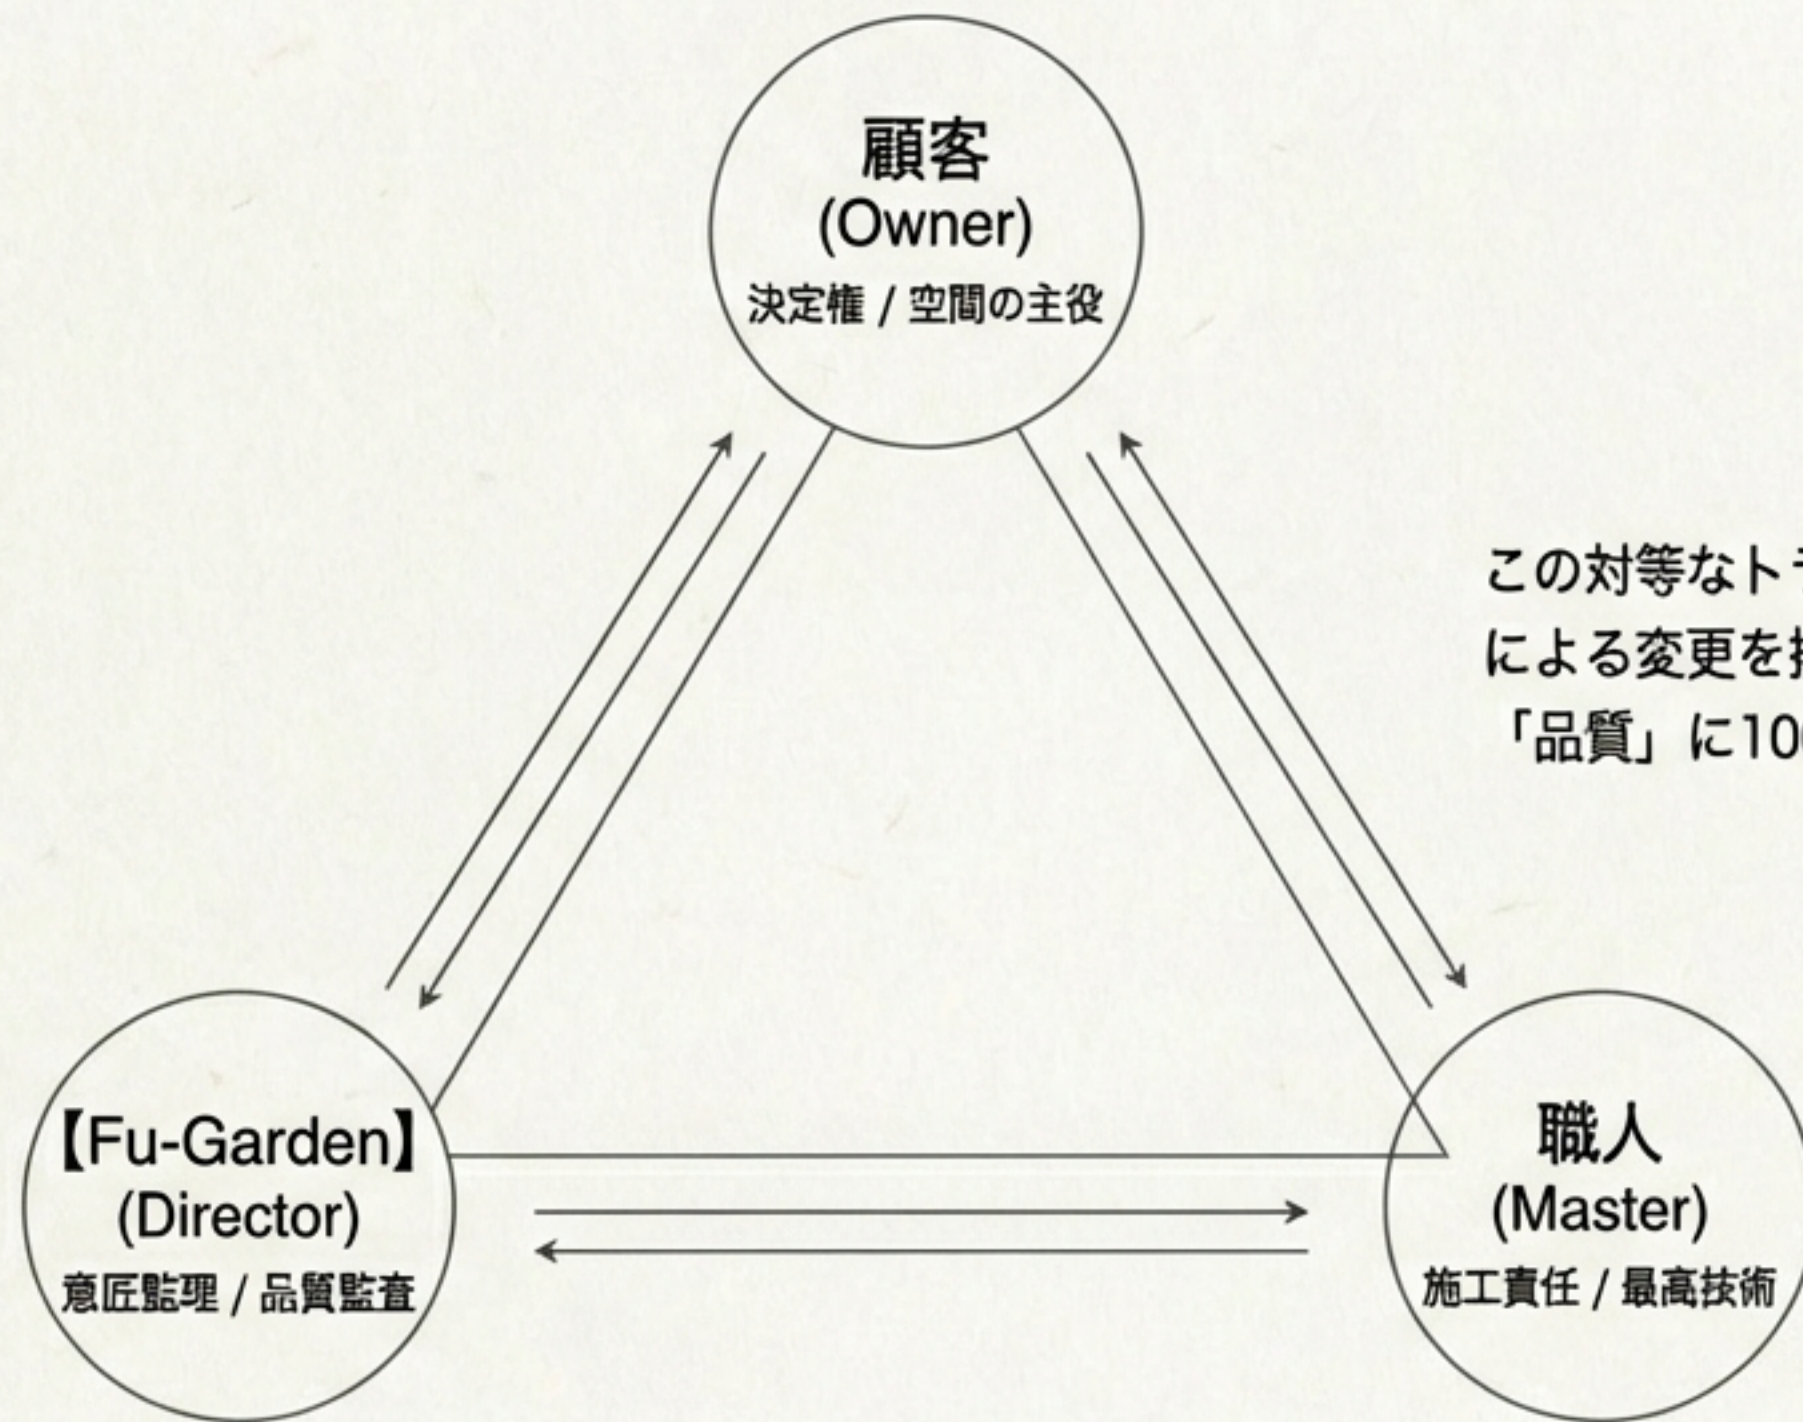 顧客
(Owner)
決定権 / 空間の主役
この対等なト
による変更を
「品質」に10
【Fu-Garden】
(Director)
意匠監理 / 品質監査
職人
(Master)
施工責任 / 最高技術